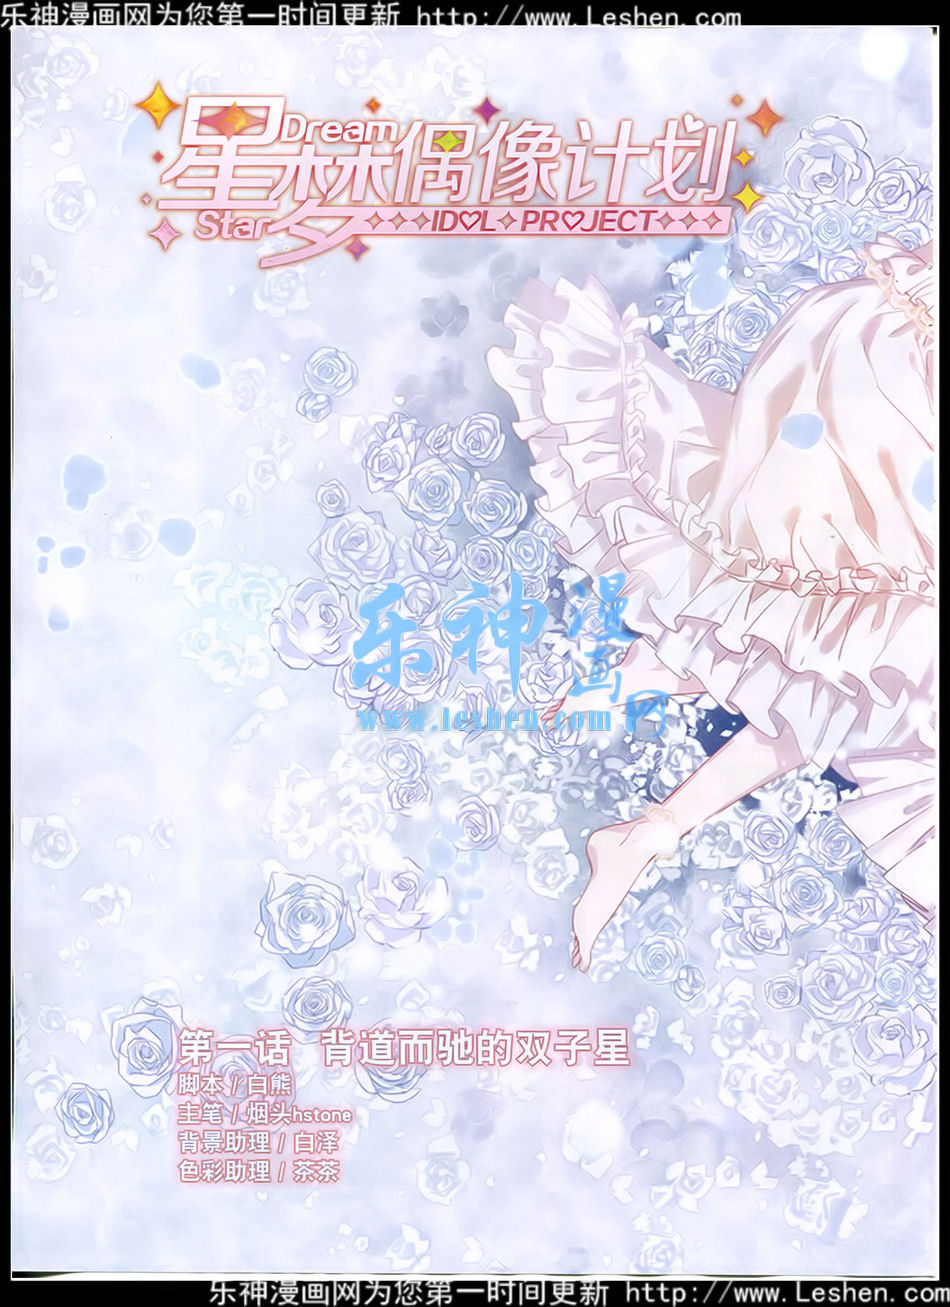 乐神漫画网为您第一时间更新 http://www.Leshen.com
Dream
星梦偶像计划
Star
IDOL PROJECT
乐神漫画网
www.leshen.com
第一话 背道而驰的双子星
脚本/白熊
主笔/烟头hstone
背景助理/白泽
色彩助理/茶茶
乐神漫画网为您第一时间更新 http://www.Leshen.com